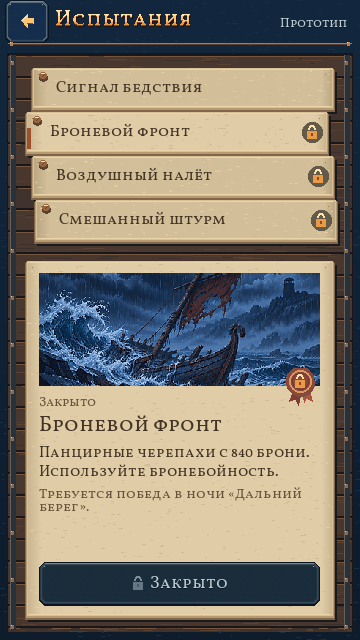 Испытания
Прототип
Сигнал бедствия
Броневой фронт
Воздушный налёт
Смешанный штурм
Закрыто
Броневой фронт
Панцирные черепахи с 840 брони.
Используйте бронебойность.
Требуется победа в ночи «Дальний
берег».
Закрыто